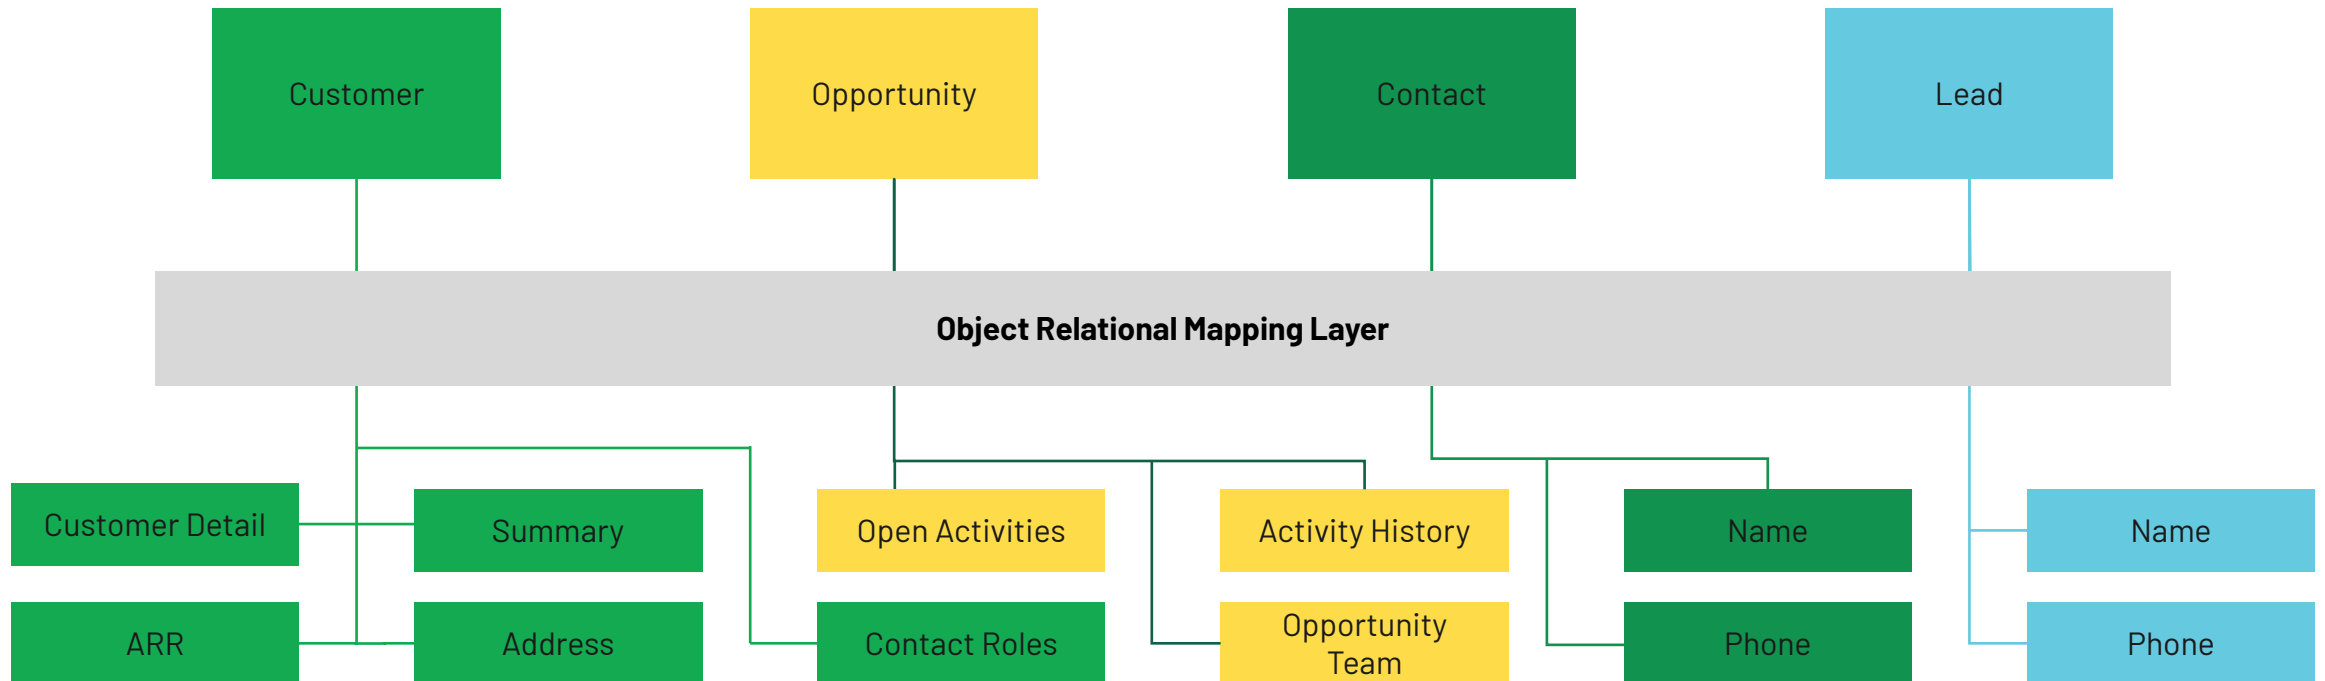 Customer
Opportunity
Contact
Lead
Object Relational Mapping Layer
Customer Detail
Summary
Open Activities
Activity History
Name
Name
ARR
Address
Contact Roles
Opportunity
Team
Phone
Phone